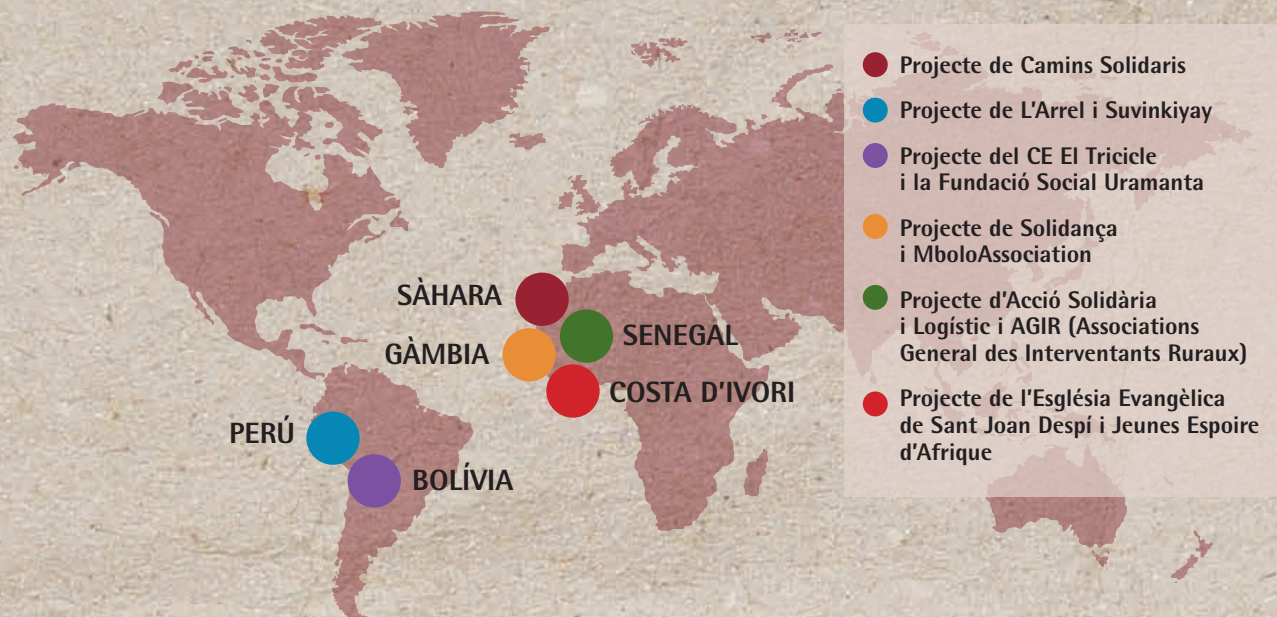 SÀHARA
SENEGAL
GÀMBIA
COSTA D'IVORI
PERÚ
BOLÍVIA
Projecte de Camins Solidaris
Projecte de L'Arrel i Suvinkiyay
Projecte del CE El Tricicle
i la Fundació Social Uramanta
Projecte de Solidança
i MboloAssociation
Projecte d'Acció Solidària
i Logístic i AGIR (Associations
General des Interventants Ruraux)
Projecte de l'Església Evangèlica
de Sant Joan Despí i Jeunes Espoire
d'Afrique